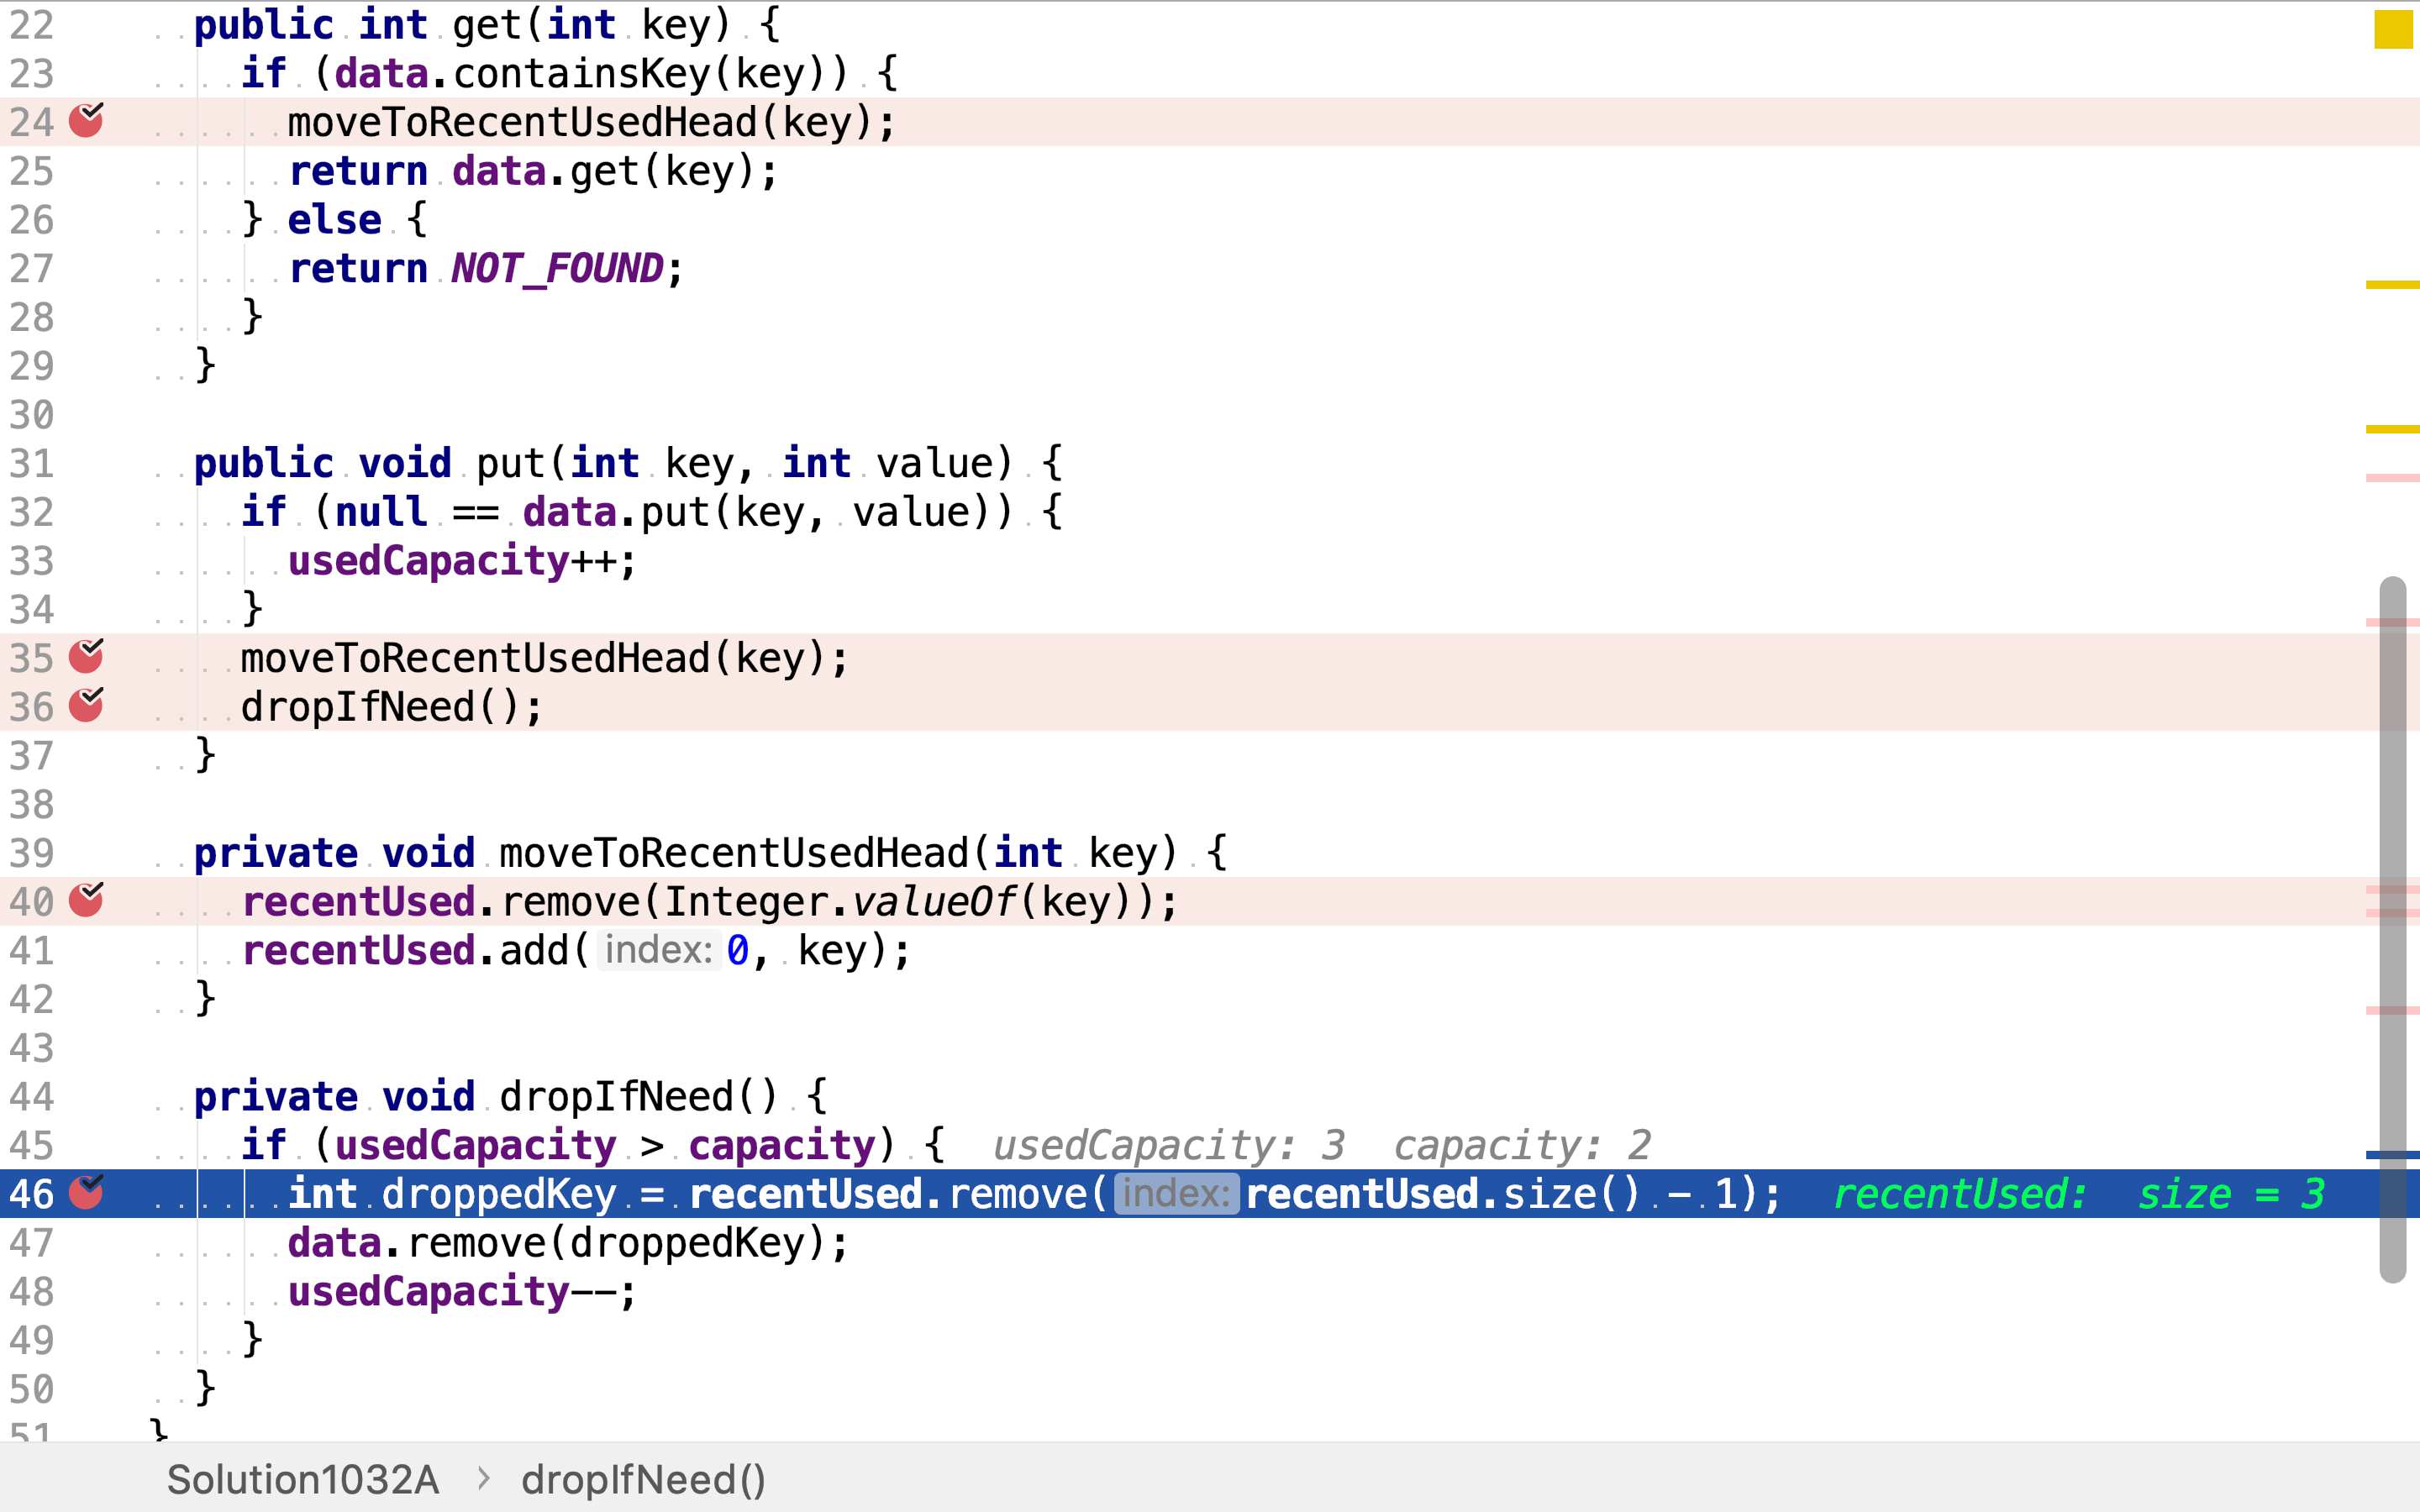 22 public int get(int key) {
23 if (data.containsKey(key)) {
24 moveToRecentUsedHead(key);
25 return data.get(key);
26 } else {
27 return NOT_FOUND;
28 }
29 }
30
31 public void put(int key, int value) {
32 if (null == data.put(key, value)) {
33 usedCapacity++;
34 }
35 moveToRecentUsedHead(key);
36 dropIfNeed();
37 }
38
39 private void moveToRecentUsedHead(int key) {
40 recentUsed.remove(Integer.valueOf(key));
41 recentUsed.add( index: 0, key);
42 }
43
44 private void dropIfNeed() {
45 if (usedCapacity > capacity) { usedCapacity: 3 capacity: 2
46 int droppedKey = recentUsed.remove( index: recentUsed.size() - 1); recentUsed: size = 3
47 data.remove(droppedKey);
48 usedCapacity--;
49 }
50 }
51 }
Solution1032A > dropIfNeed()